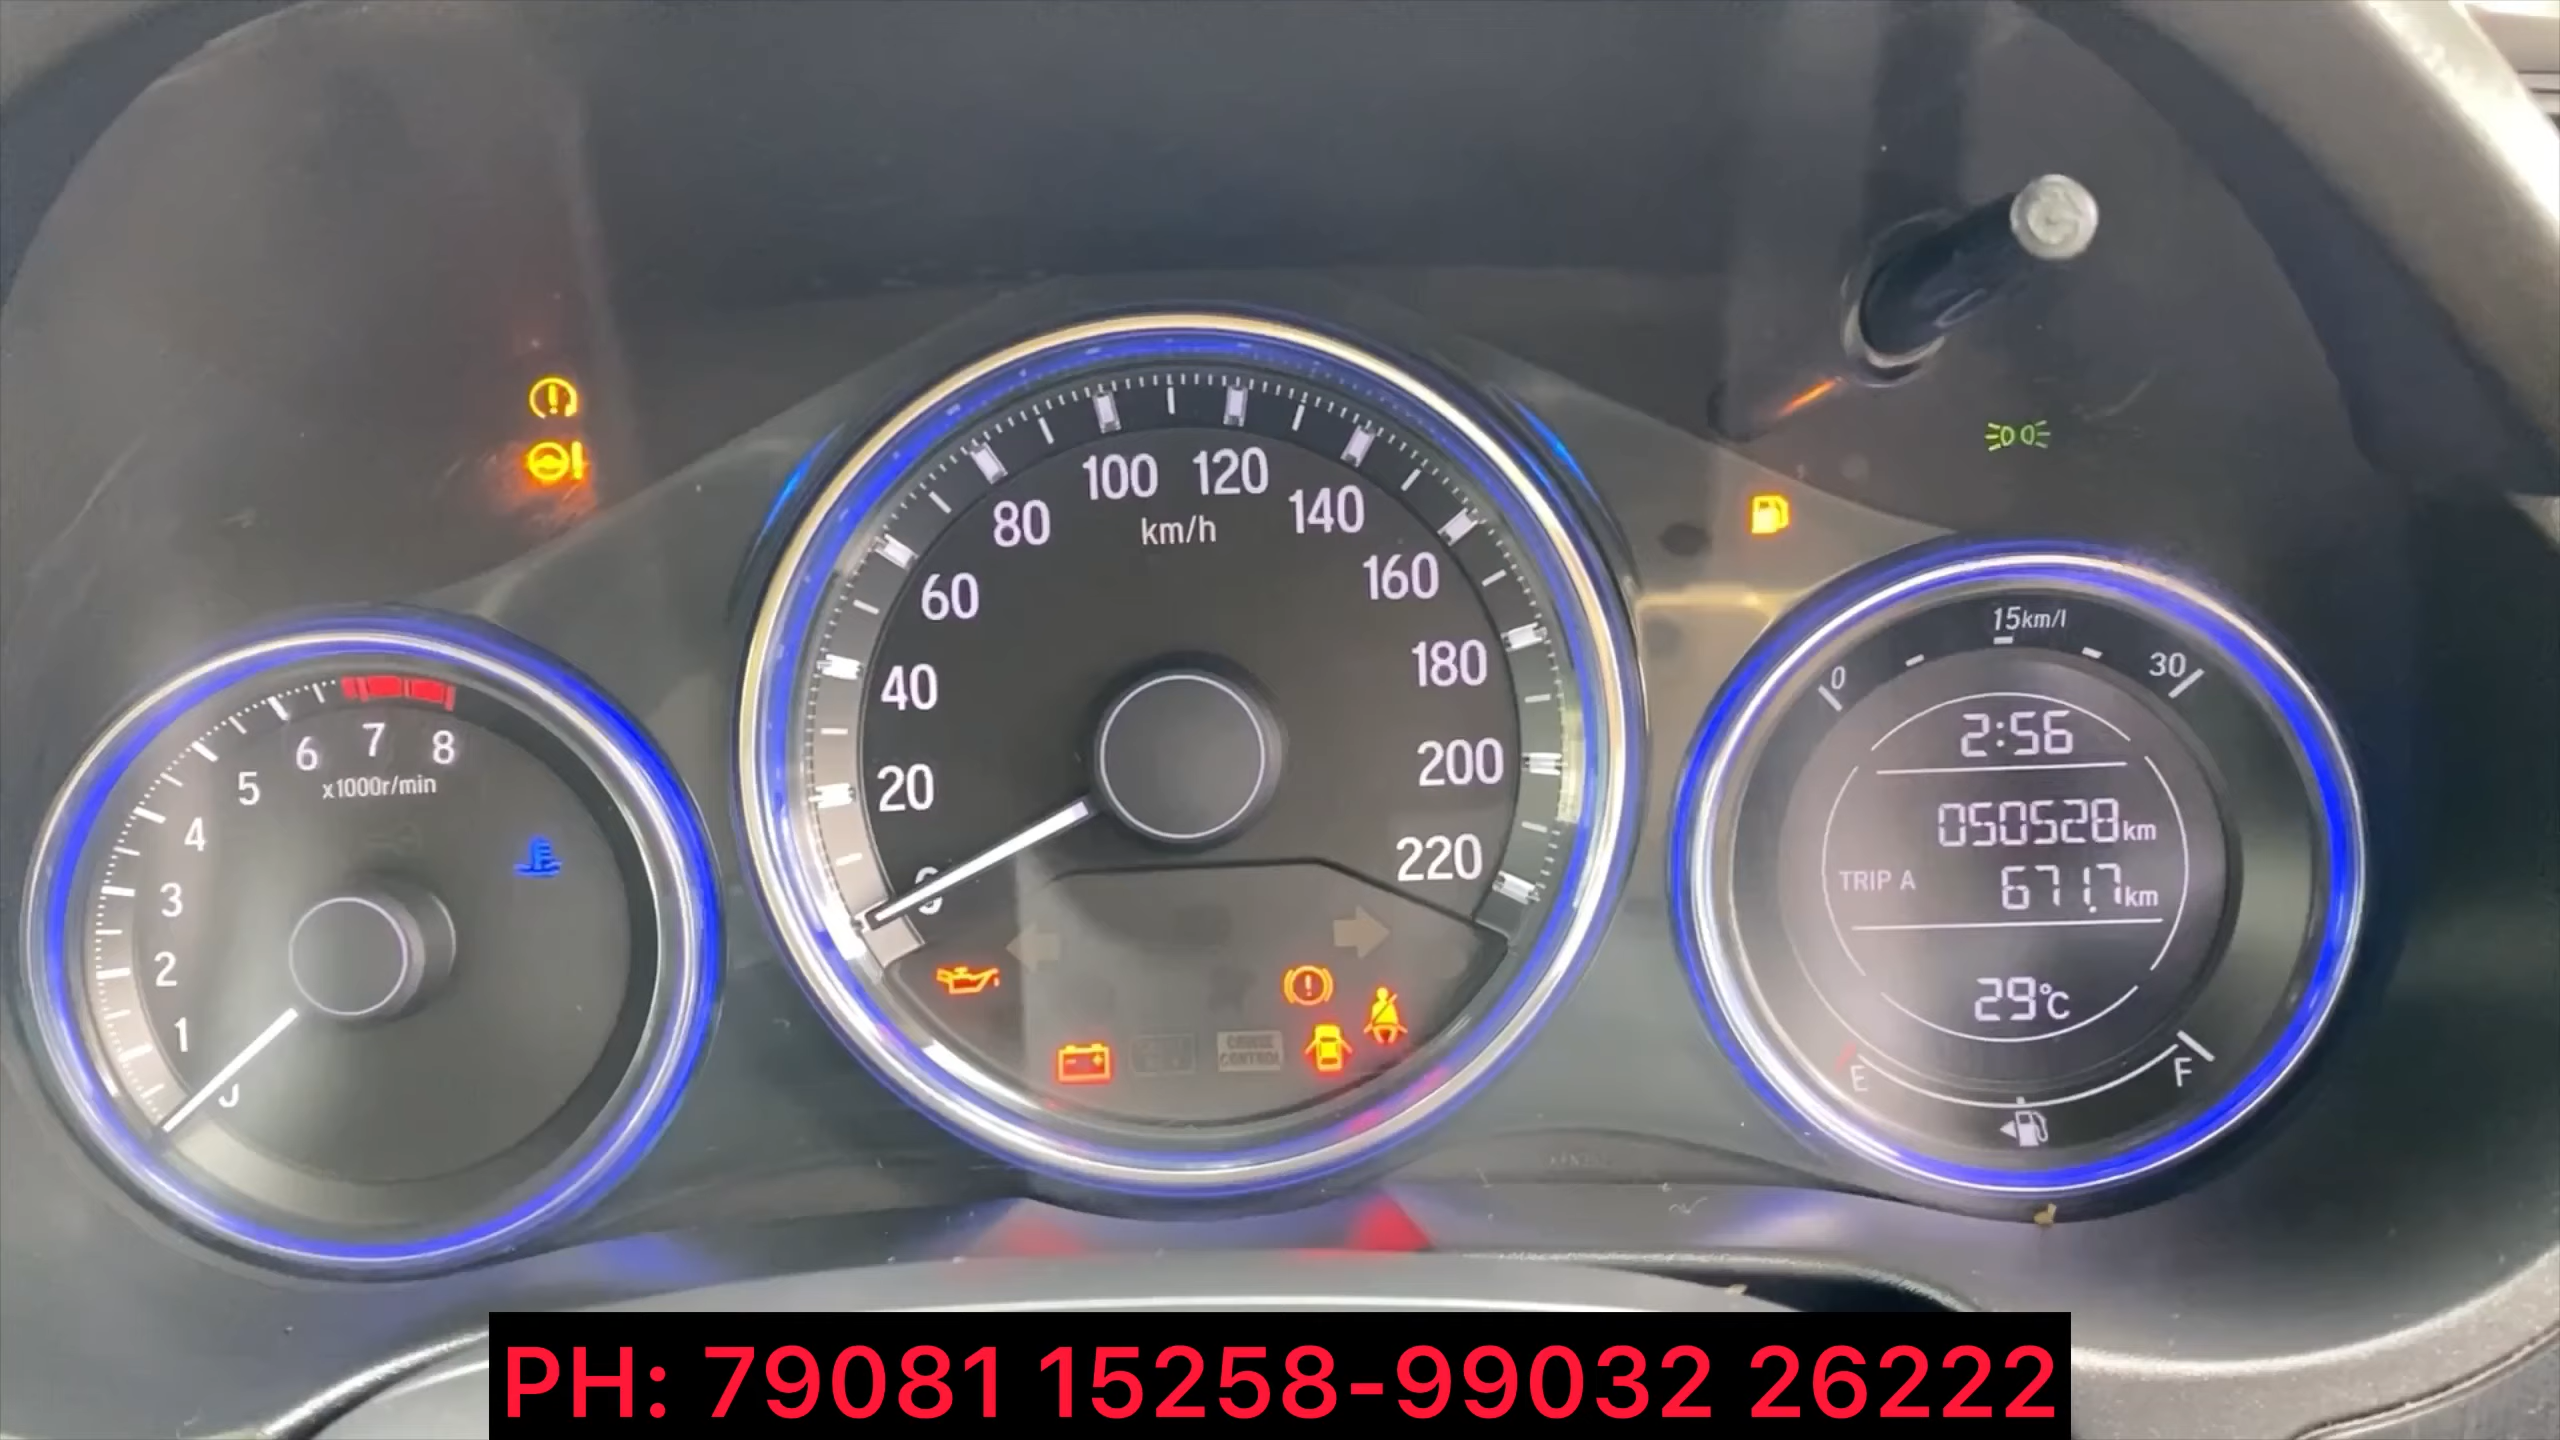 100 120
80 140
km/h
60 160
40 180
20 200
220
15km/l
0 30
2:56
050528km
TRIP A 671.7km
29°C
E F
6 7 8
5 x1000r/min
4
3
2
1
PH: 79081 15258-99032 26222